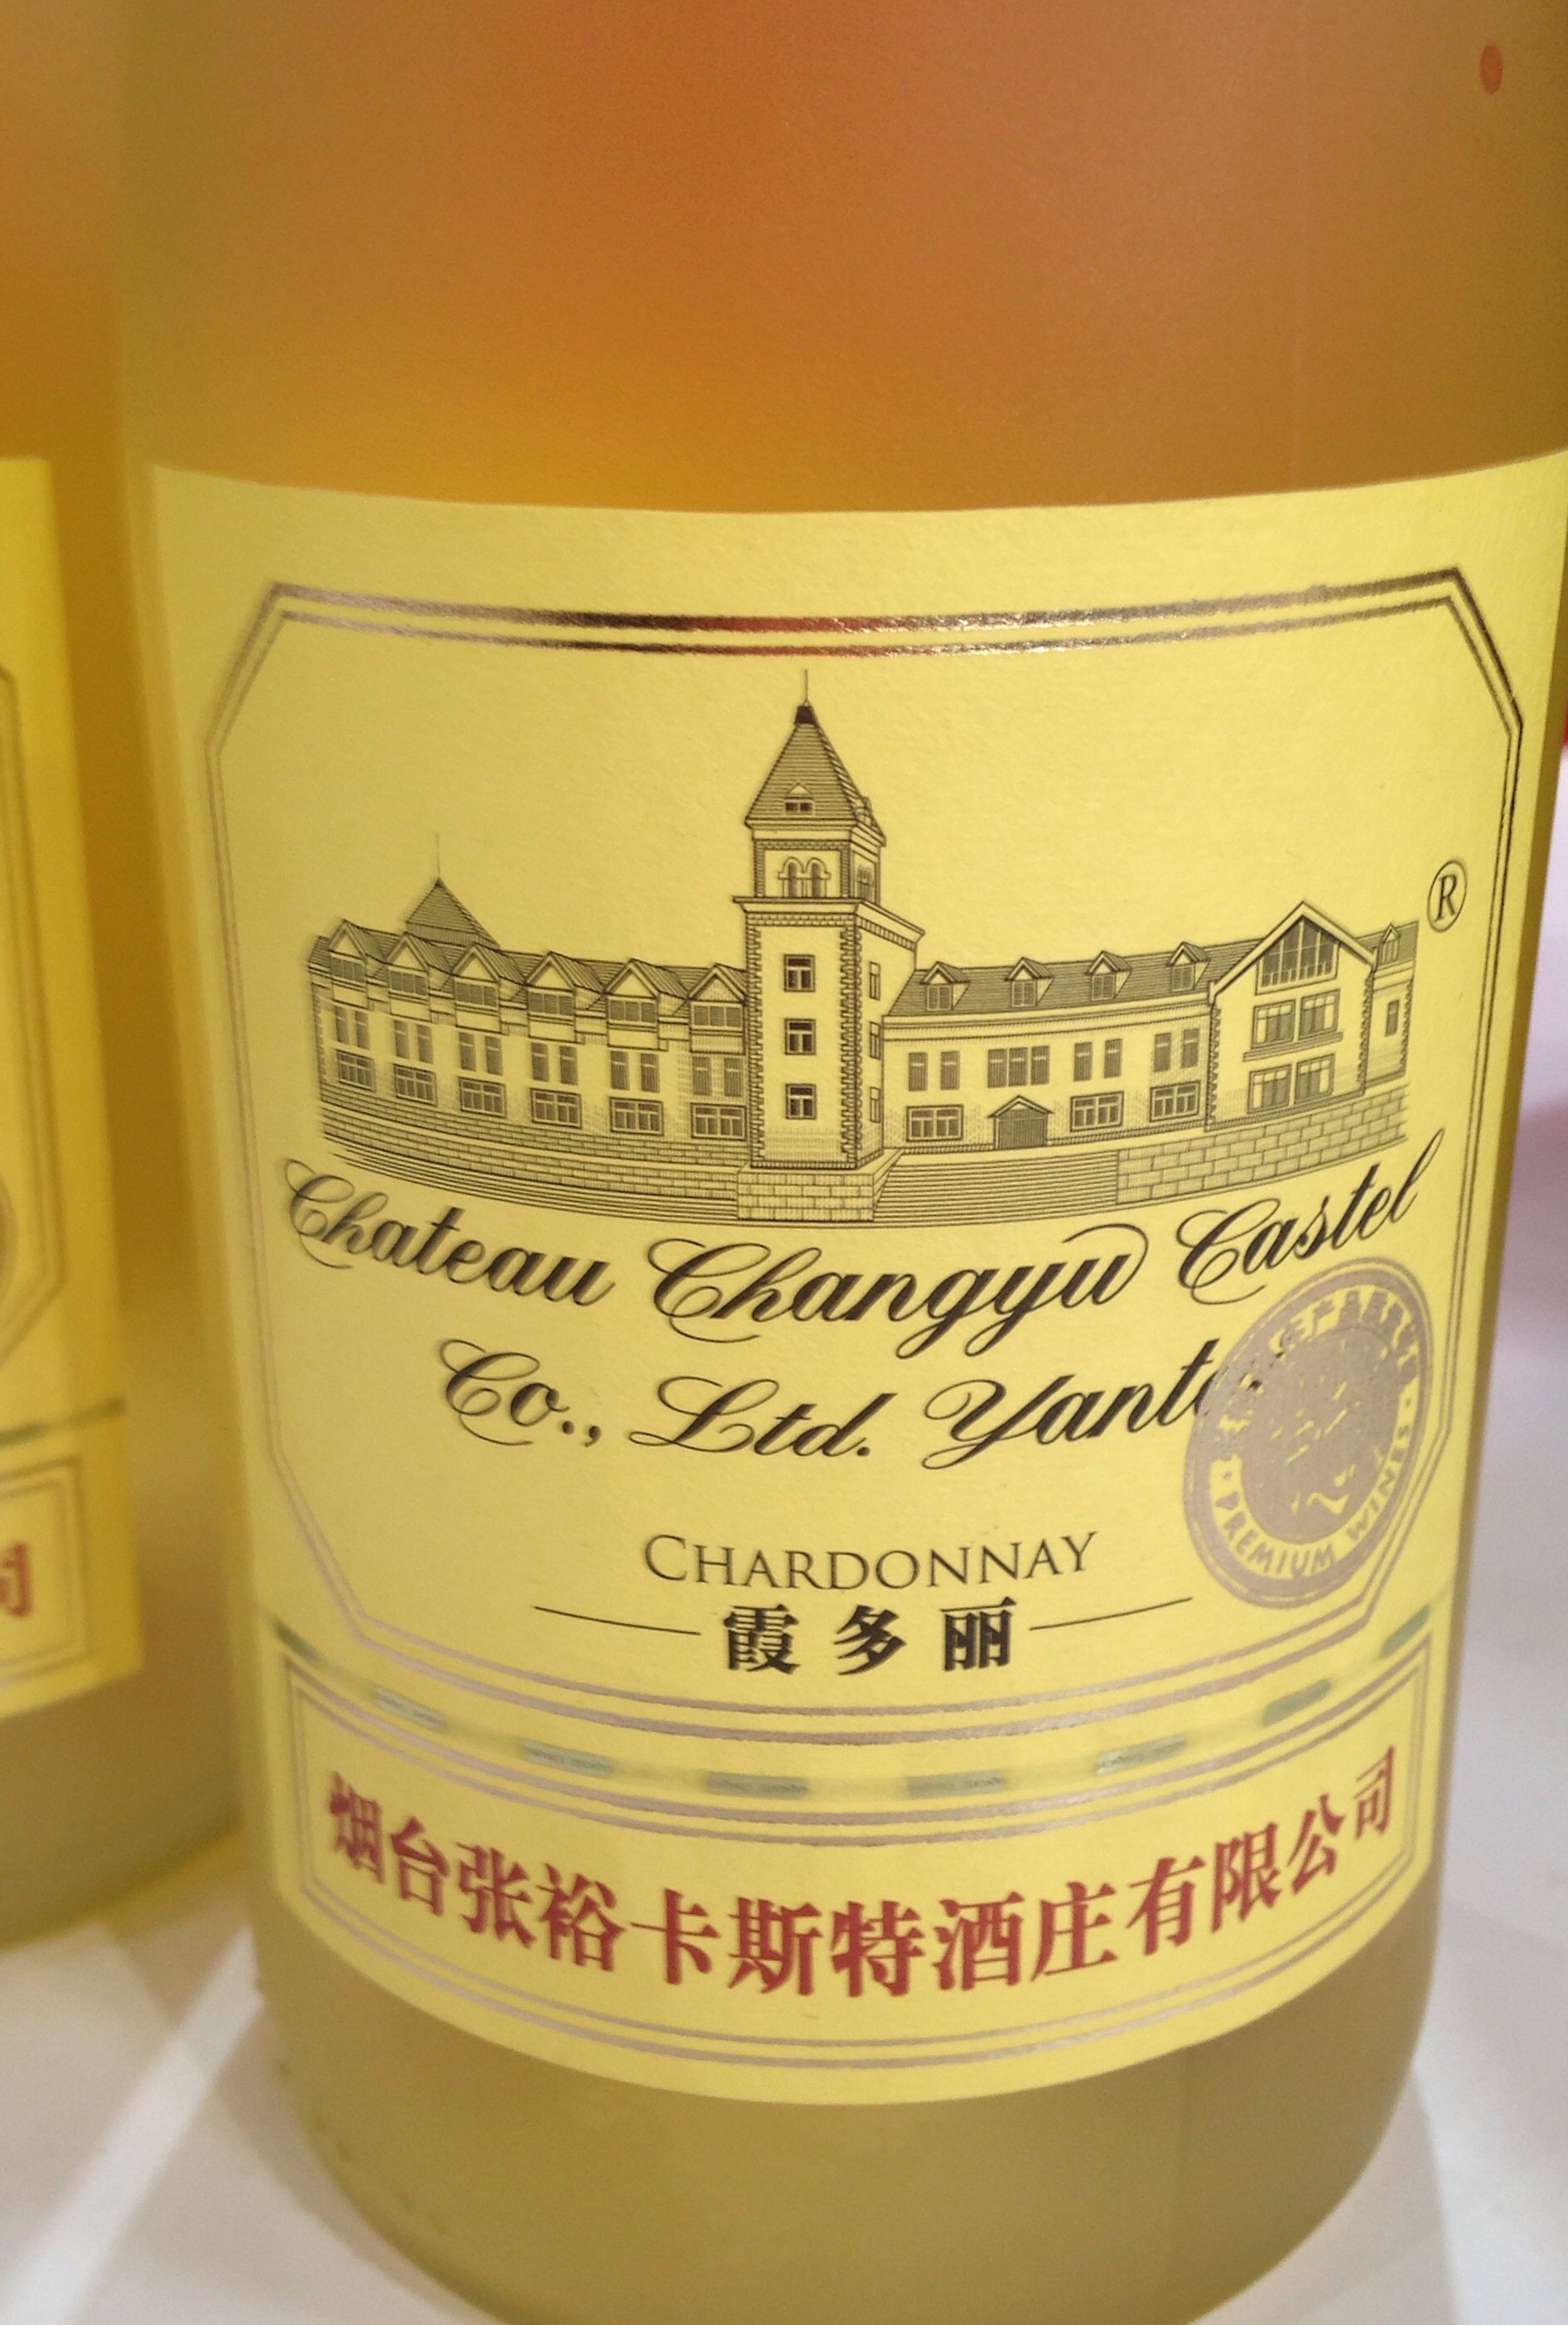 ®
Chateau Changyu Castel
Co., Ltd.
PREMIUM WINES
CHARDONNAY
霞多丽
烟台张裕卡斯特酒庄有限公司
司